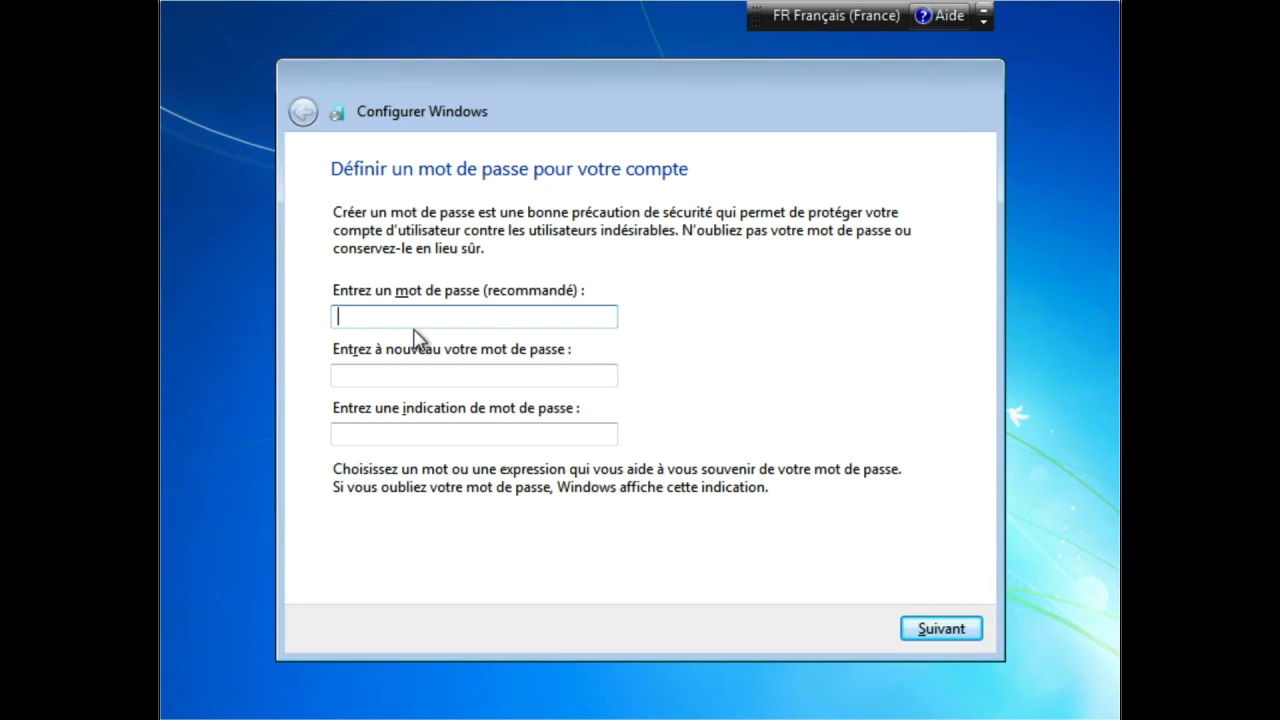 FR Français (France) ? Aide
Configurer Windows
Définir un mot de passe pour votre compte
Créer un mot de passe est une bonne précaution de sécurité qui permet de protéger votre
compte d'utilisateur contre les utilisateurs indésirables. N'oubliez pas votre mot de passe ou
conservez-le en lieu sûr.
Entrez un mot de passe (recommandé) :
Entrez à nouveau votre mot de passe :
Entrez une indication de mot de passe :
Choisissez un mot ou une expression qui vous aide à vous souvenir de votre mot de passe.
Si vous oubliez votre mot de passe, Windows affiche cette indication.
Suivant